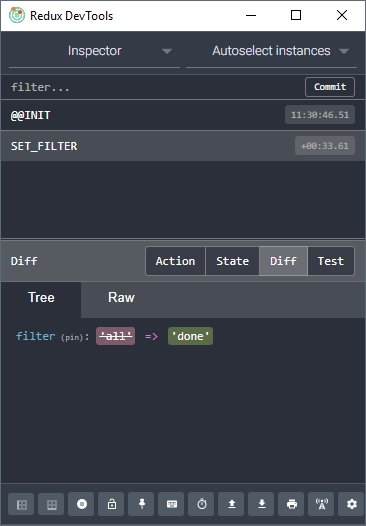 Redux DevTools
Inspector Autoselect instances
filter... Commit
@@INIT 11:30:46.51
SET_FILTER +00:33.61
Diff Action State Diff Test
Tree Raw
filter (pin): 'all' => 'done'